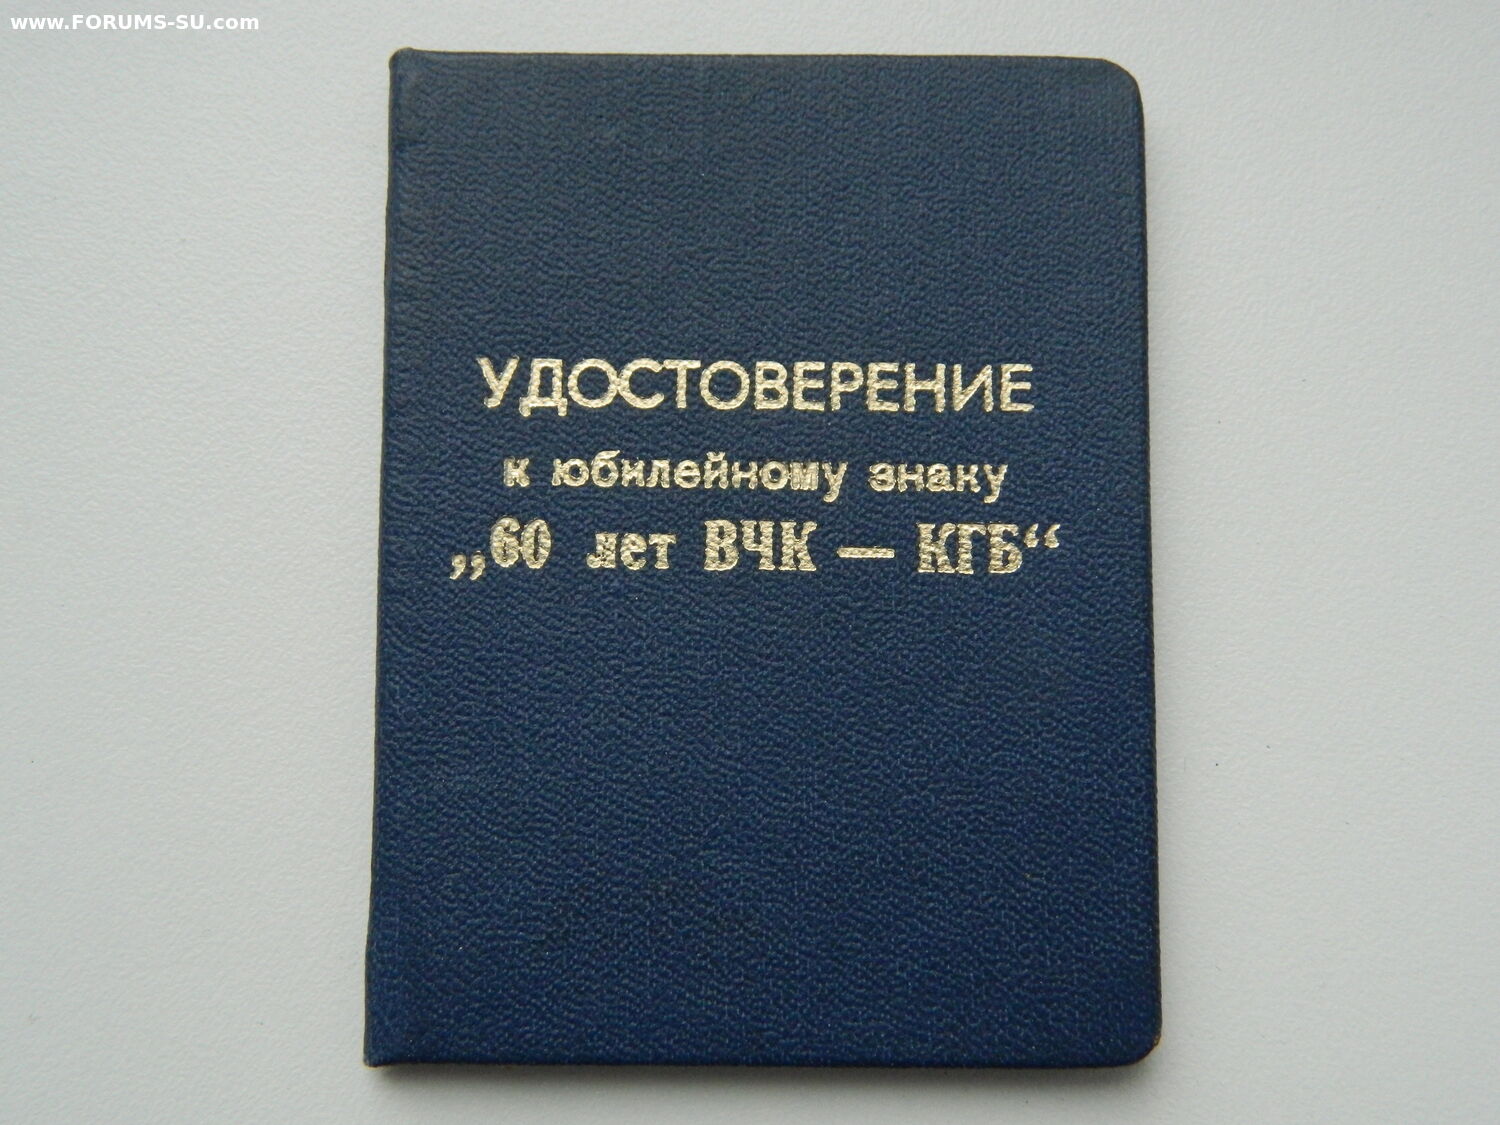 www.FORUMS-SU.com
УДОСТОВЕРЕНИЕ
к юбилейному знаку
„60 лет ВЧК — КГБ“